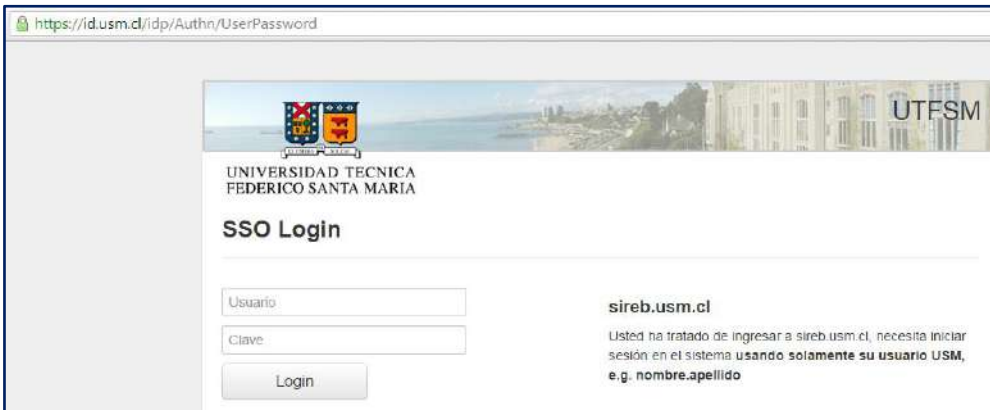 https://id.usm.cl/idp/Authn/UserPassword
UTFSM
UNIVERSIDAD TECNICA
FEDERICO SANTA MARIA
SSO Login
Usuario
Clave
Login
sireb.usm.cl
Usted ha tratado de ingresar a sireb.usm.cl, necesita iniciar
sesión en el sistema usando solamente su usuario USM,
e.g. nombre.apellido